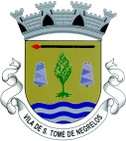 VILA DE S. TOMÉ DE NEGRELOS